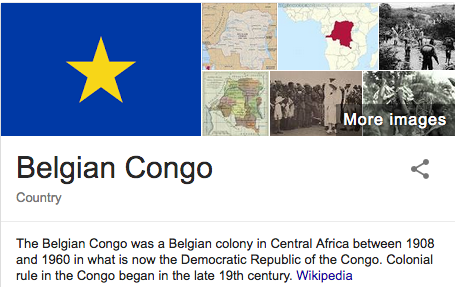 More images
Belgian Congo
Country
The Belgian Congo was a Belgian colony in Central Africa between 1908
and 1960 in what is now the Democratic Republic of the Congo. Colonial
rule in the Congo began in the late 19th century. Wikipedia